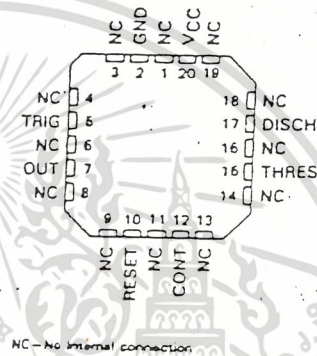 NC GND NC VCC NC
3 2 1 20 19
NC 4 18 NC
TRIG 5 17 DISCH
NC 6 16 NC
OUT 7 15 THRES
NC 8 14 NC
9 10 11 12 13
NC RESET NC CONT NC
NC – No internal connection